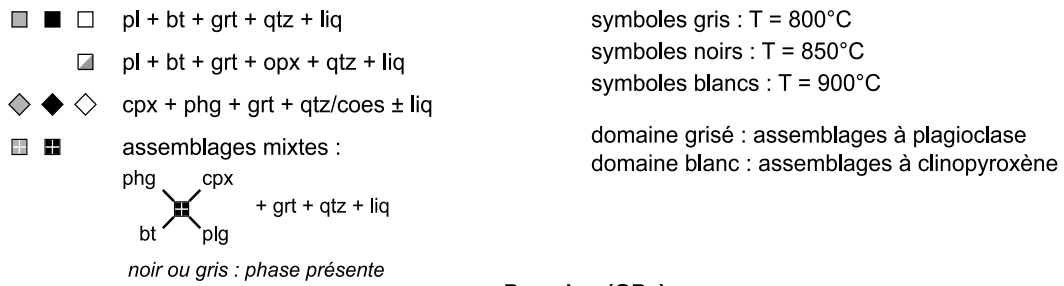 pl + bt + grt + qtz + liq
pl + bt + grt + opx + qtz + liq
cpx + phg + grt + qtz/coes ± liq
assemblages mixtes :
phg cpx
+ grt + qtz + liq
bt plg
noir ou gris : phase présente
symboles gris : T = 800°C
symboles noirs : T = 850°C
symboles blancs : T = 900°C
domaine grisé : assemblages à plagioclase
domaine blanc : assemblages à clinopyroxène